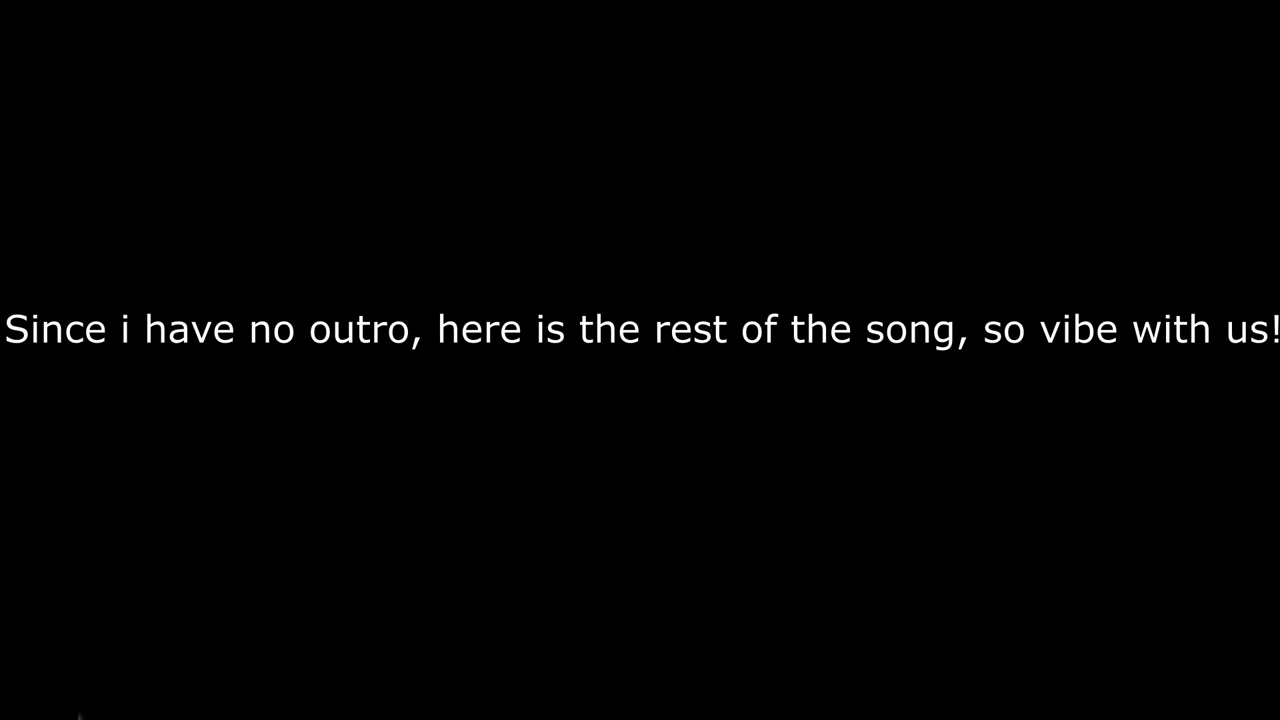 Since i have no outro, here is the rest of the song, so vibe with us!